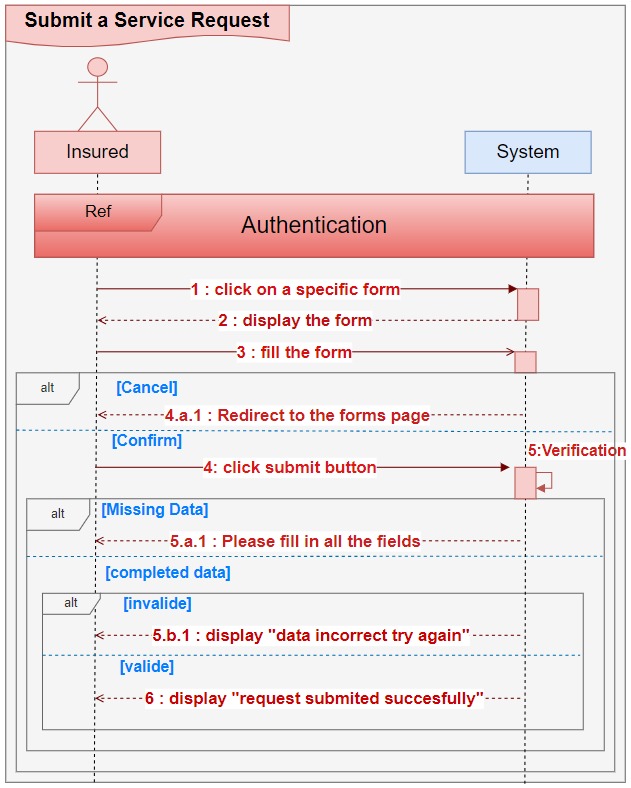 Submit a Service Request
Insured
System
Ref
Authentication
1 : click on a specific form
2 : display the form
3 : fill the form
alt
[Cancel]
4.a.1 : Redirect to the forms page
[Confirm]
5:Verification
4: click submit button
alt
[Missing Data]
5.a.1 : Please fill in all the fields
[completed data]
alt
[invalide]
5.b.1 : display "data incorrect try again"
[valide]
6 : display "request submited succesfully"